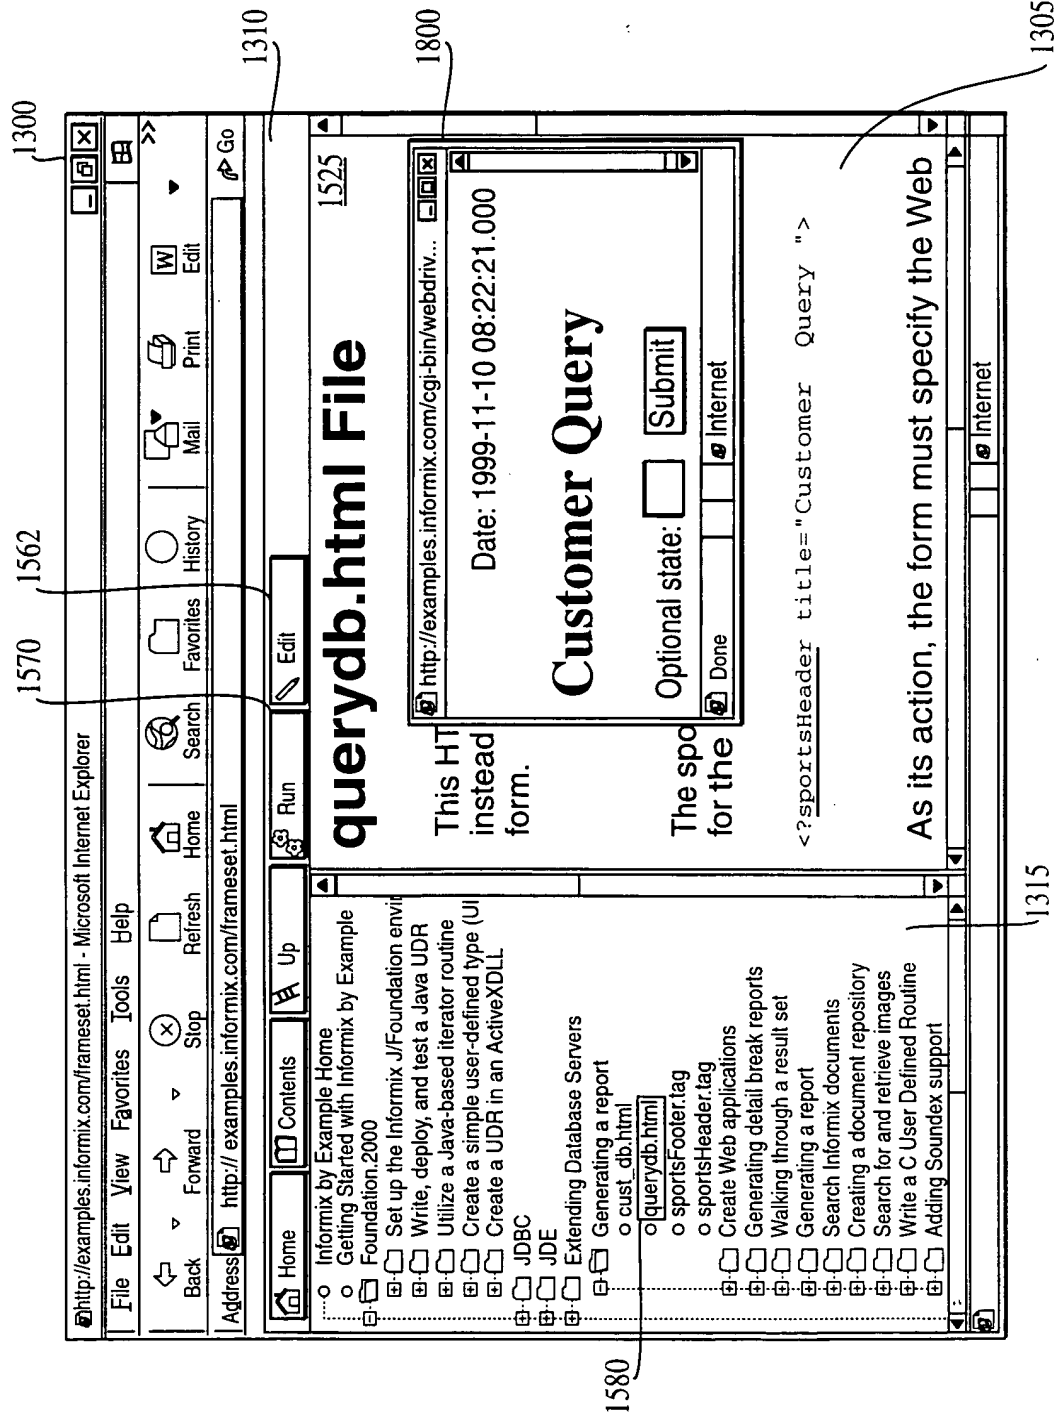 1300
http://examples.informix.com/frameset.html - Microsoft Internet Explorer
File Edit View Favorites Tools Help
Back Forward Stop Refresh Home Search Favorites History Mail Print Edit >>
Address http:// examples.informix.com/frameset.html Go
1570
1562
1310
Home Contents Up Run Edit
Informix by Example Home
Getting Started with Informix by Example
Foundation.2000
Set up the Informix J/Foundation envir
Write, deploy, and test a Java UDR
Utilize a Java-based iterator routine
Create a simple user-defined type (UI
Create a UDR in an ActiveXDLL
JDBC
JDE
Extending Database Servers
Generating a report
cust_db.html
querydb.html
sportsFooter.tag
sportsHeader.tag
Create Web applications
Generating detail break reports
Walking through a result set
Generating a report
Search Informix documents
Creating a document repository
Search for and retrieve images
Write a C User Defined Routine
Adding Soundex support
1580
1315
1525
querydb.html File
This HT
instead
form.
The spo
for the
1800
http://examples.informix.com/cgi-bin/webdriv...
Date: 1999-11-10 08:22:21.000
Customer Query
Optional state: Submit
Done Internet
<?sportsHeader title="Customer Query ">
As its action, the form must specify the Web
1305
Internet